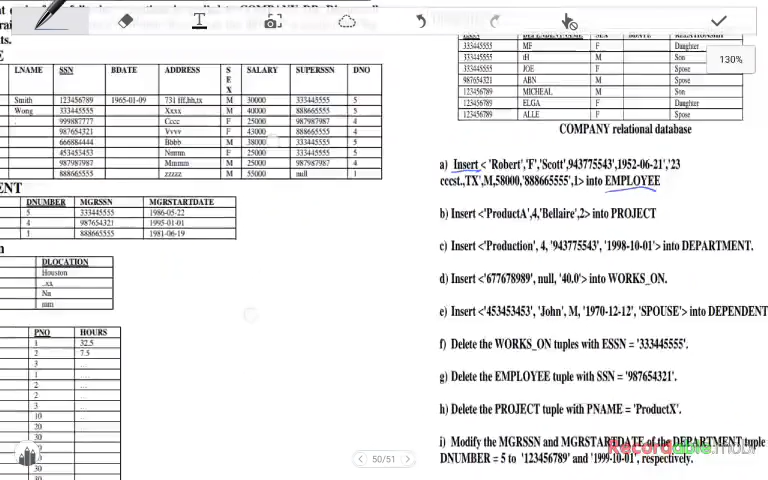 130%
LNAME SSN BDATE ADDRESS SEX SALARY SUPERSSN DNO
Smith 123456789 1965-01-09 731 fff,hh,tx M 30000 333445555 5
Wong 333445555 Xxxx M 40000 888665555 5
999887777 Cccc F 25000 987987987 4
987654321 Vvvv F 43000 888665555 4
666884444 Bbbb M 38000 333445555 5
453453453 Nnmm F 25000 333445555 5
987987987 Mmmm M 25000 987987987 4
888665555 zzzzz M 55000 null 1
ENT
DNUMBER MGRSSN MGRSTARTDATE
5 333445555 1986-05-22
4 987654321 1995-01-01
1 888665555 1981-06-19
DLOCATION
Houston
..xx
Nn
mm
PNO HOURS
1 32.5
2 7.5
3 ...
1 ...
2 ...
2 ...
3 ...
10 ..
20
30
30
30
333445555 MF F Daughter
333445555 M Son
333445555 JOE F Spose
987654321 ABN M Spose
123456789 MICHEAL M Son
123456789 ELGA F Daughter
123456789 ALLE F Spose
COMPANY relational database
a) Insert < 'Robert','F','Scott',943775543',1952-06-21','23
cccst.,TX',M,58000,'888665555',1> into EMPLOYEE
b) Insert <'ProductA',4,'Bellaire',2> into PROJECT
c) Insert <'Production', 4, '943775543', '1998-10-01'> into DEPARTMENT.
d) Insert <'677678989', null, '40.0'> into WORKS_ON.
e) Insert <'453453453', 'John', M, '1970-12-12', 'SPOUSE'> into DEPENDENT
f) Delete the WORKS_ON tuples with ESSN = '333445555'.
g) Delete the EMPLOYEE tuple with SSN = '987654321'.
h) Delete the PROJECT tuple with PNAME = 'ProductX'.
i) Modify the MGRSSN and MGRSTARTDATE of the DEPARTMENT tuple
DNUMBER = 5 to '123456789' and '1999-10-01', respectively.
Recordable.mobi
50/51